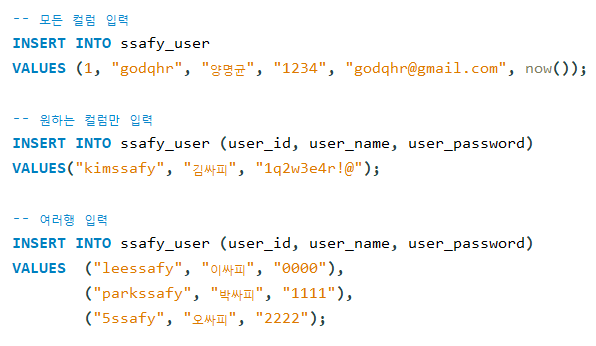 -- 모든 컬럼 입력
INSERT INTO ssafy_user
VALUES (1, "godqhr", "양명균", "1234", "godqhr@gmail.com", now());
-- 원하는 컬럼만 입력
INSERT INTO ssafy_user (user_id, user_name, user_password)
VALUES("kimssafy", "김싸피", "1q2w3e4r!@");
-- 여러행 입력
INSERT INTO ssafy_user (user_id, user_name, user_password)
VALUES  ("leessafy", "이싸피", "0000"),
("parkssafy", "박싸피", "1111"),
("5ssafy", "오싸피", "2222");